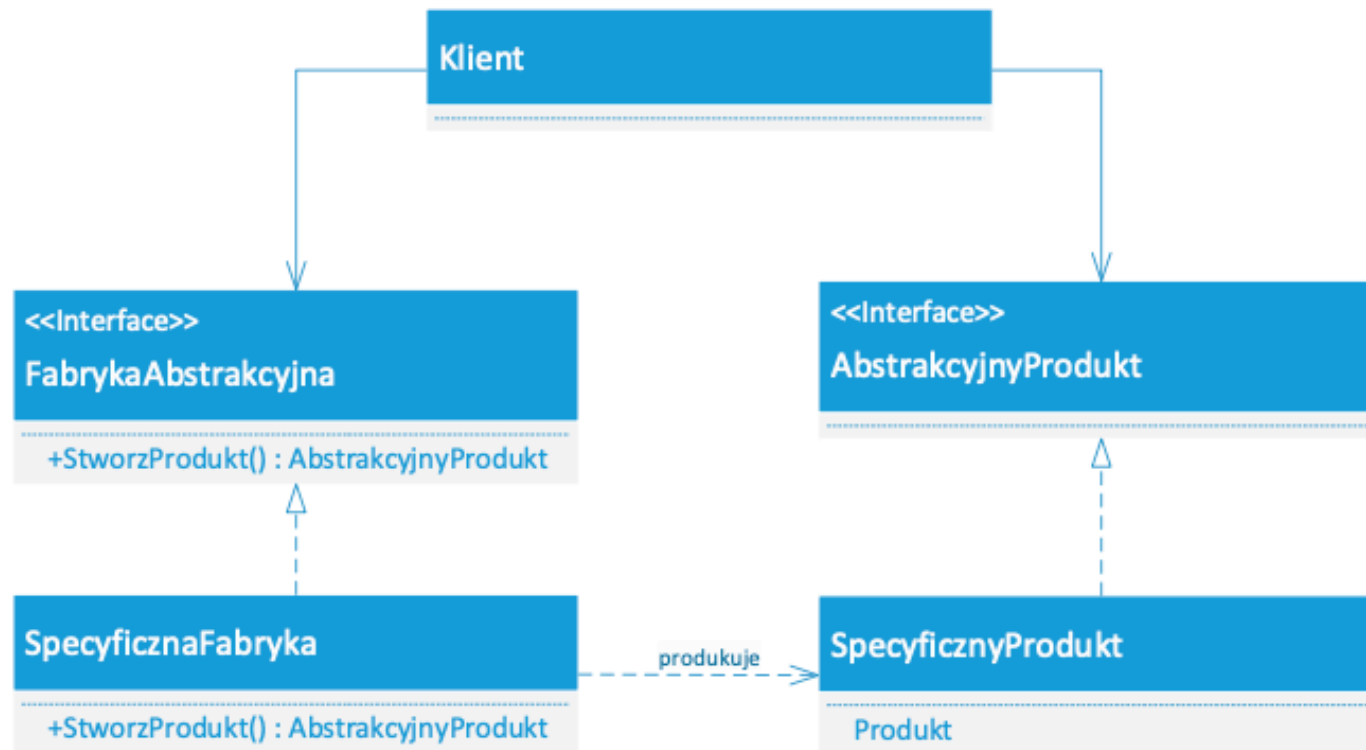 Klient
<<Interface>>
FabrykaAbstrakcyjna
+StworzProdukt() : AbstrakcyjnyProdukt
<<Interface>>
AbstrakcyjnyProdukt
SpecyficznaFabryka
+StworzProdukt() : AbstrakcyjnyProdukt
produkuje
SpecyficznyProdukt
Produkt